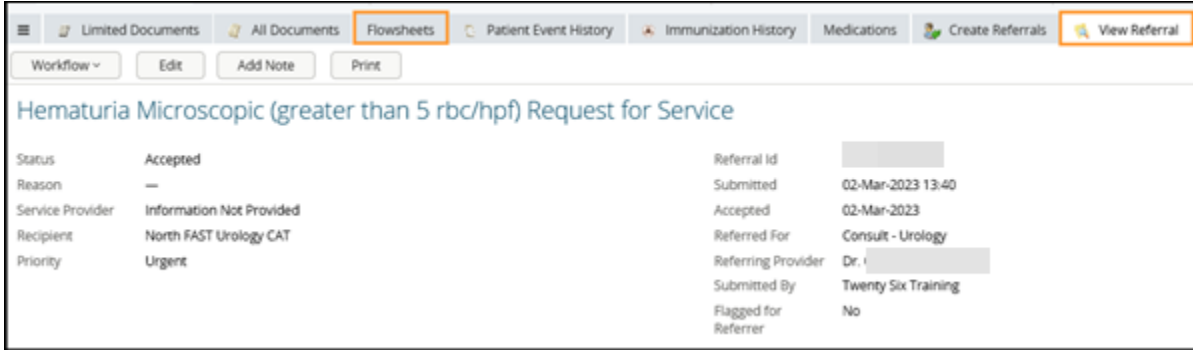 Limited Documents All Documents Flowsheets Patient Event History Immunization History Medications Create Referrals View Referral
Workflow Edit Add Note Print
Hematuria Microscopic (greater than 5 rbc/hpf) Request for Service
Status Accepted
Reason —
Service Provider Information Not Provided
Recipient North FAST Urology CAT
Priority Urgent
Referral Id
Submitted 02-Mar-2023 13:40
Accepted 02-Mar-2023
Referred For Consult - Urology
Referring Provider Dr.
Submitted By Twenty Six Training
Flagged for No
Referrer